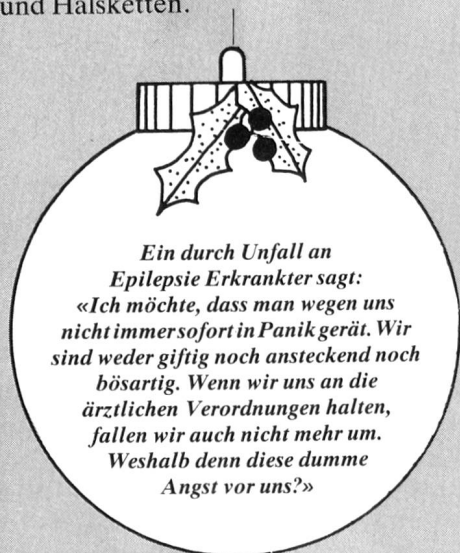 und Halsketten.
Ein durch Unfall an
Epilepsie Erkrankter sagt:
«Ich möchte, dass man wegen uns
nicht immer sofort in Panik gerät. Wir
sind weder giftig noch ansteckend noch
bösartig. Wenn wir uns an die
ärztlichen Verordnungen halten,
fallen wir auch nicht mehr um.
Weshalb denn diese dumme
Angst vor uns?»